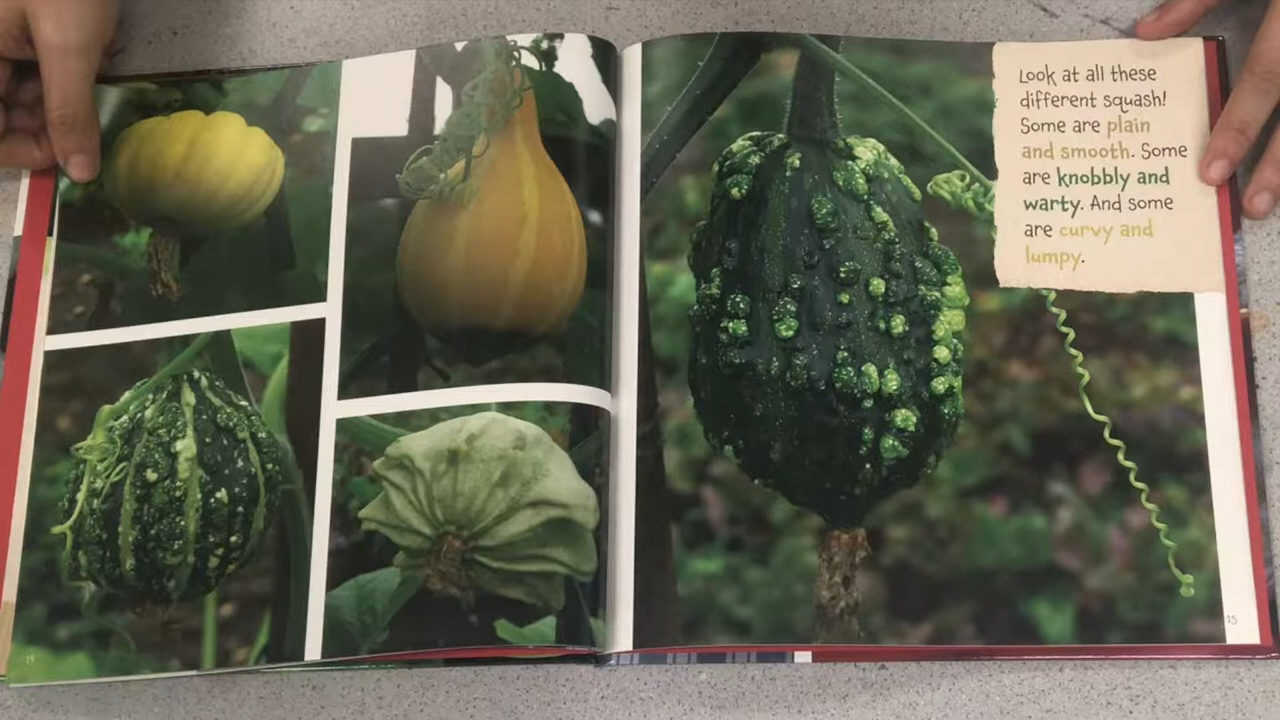 Look at all these
different squash!
Some are plain
and smooth. Some
are knobbly and
warty. And some
are curvy and
lumpy.
14
15